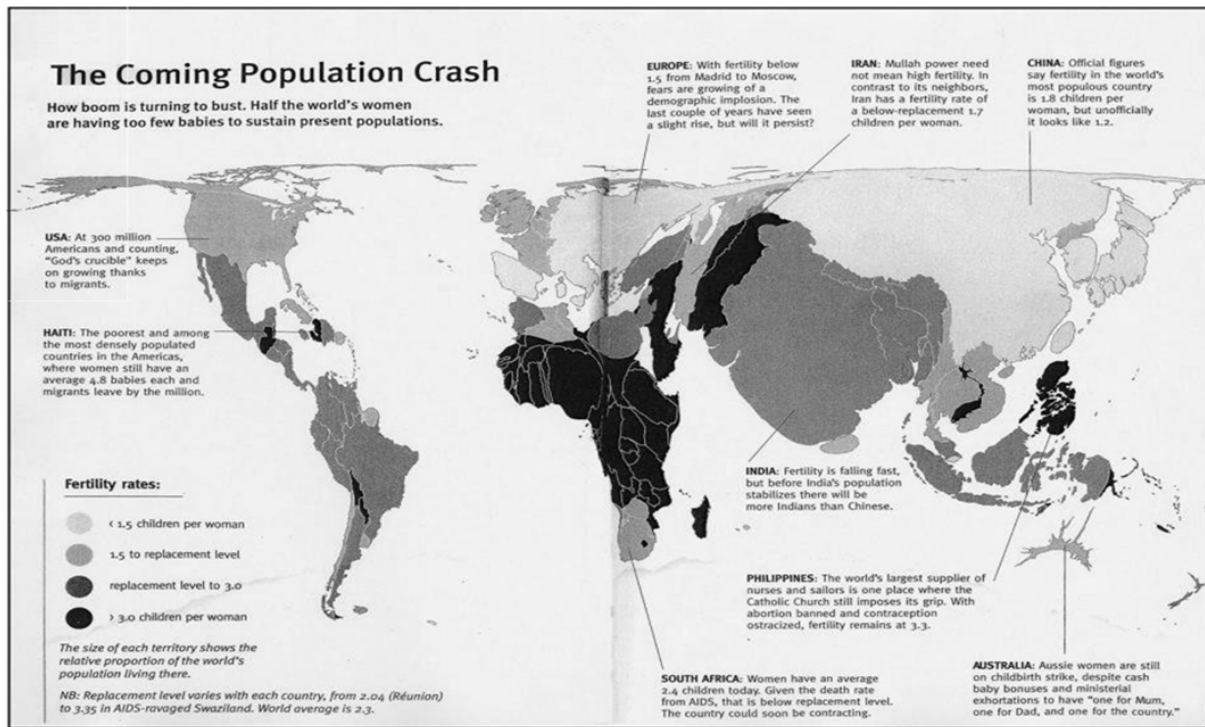 The Coming Population Crash
How boom is turning to bust. Half the world's women
are having too few babies to sustain present populations.
EUROPE: With fertility below
1.5 from Madrid to Moscow,
fears are growing of a
demographic implosion. The
last couple of years have seen
a slight rise, but will it persist?
IRAN: Mullah power need
not mean high fertility. In
contrast to its neighbors,
Iran has a fertility rate of
a below-replacement 1.7
children per woman.
CHINA: Official figures
say fertility in the world's
most populous country
is 1.8 children per
woman, but unofficially
it looks like 1.2.
USA: At 300 million
Americans and counting,
"God's crucible" keeps
on growing thanks
to migrants.
HAITI: The poorest and among
the most densely populated
countries in the Americas,
where women still have an
average 4.8 babies each and
migrants leave by the million.
INDIA: Fertility is falling fast,
but before India's population
stabilizes there will be
more Indians than Chinese.
Fertility rates:
< 1.5 children per woman
1.5 to replacement level
replacement level to 3.0
> 3.0 children per woman
The size of each territory shows the
relative proportion of the world's
population living there.
NB: Replacement level varies with each country, from 2.04 (Réunion)
to 3.35 in AIDS-ravaged Swaziland. World average is 2.3.
PHILIPPINES: The world's largest supplier of
nurses and sailors is one place where the
Catholic Church still imposes its grip. With
abortion banned and contraception
ostracized, fertility remains at 3.3.
SOUTH AFRICA: Women have an average
2.4 children today. Given the death rate
from AIDS, that is below replacement level.
The country could soon be contracting.
AUSTRALIA: Aussie women are still
on childbirth strike, despite cash
baby bonuses and ministerial
exhortations to have "one for Mum,
one for Dad, and one for the country."